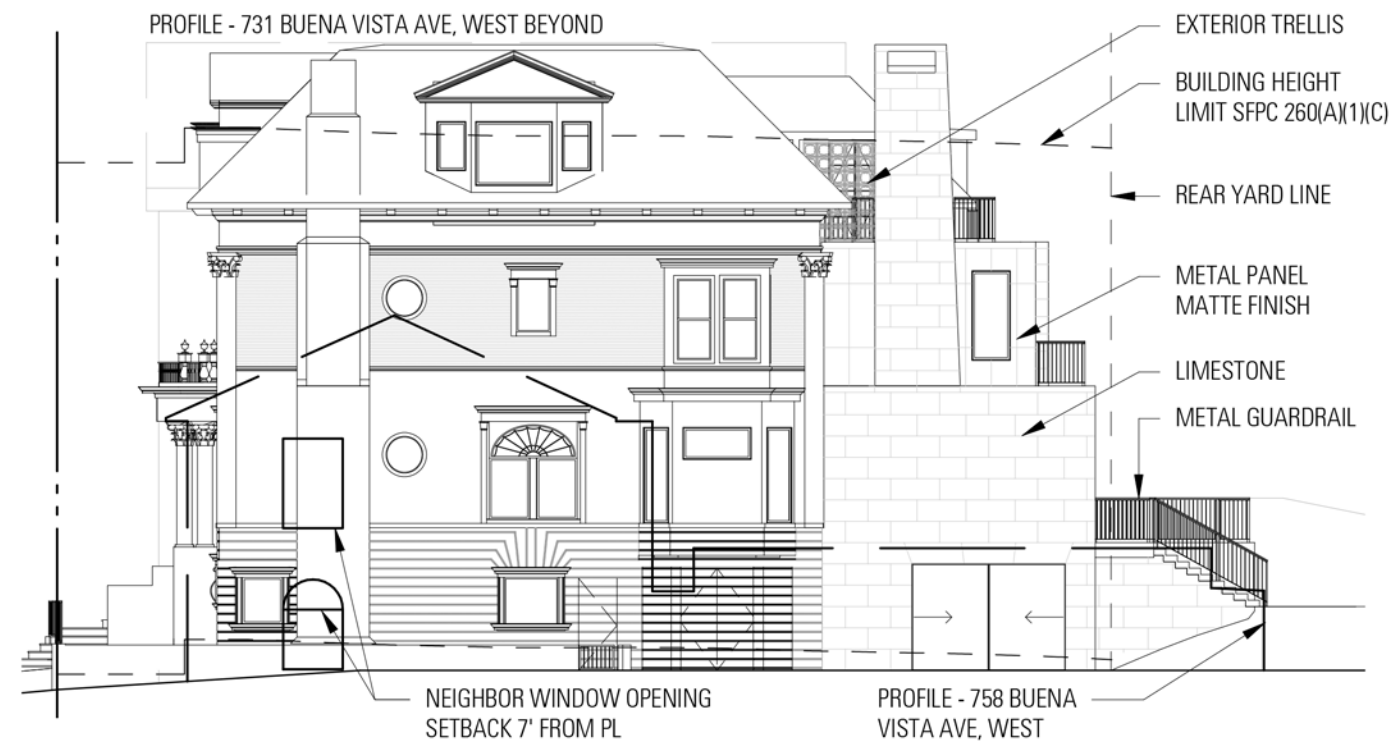 PROFILE - 731 BUENA VISTA AVE, WEST BEYOND
EXTERIOR TRELLIS
BUILDING HEIGHT
LIMIT SFPC 260(A)(1)(C)
REAR YARD LINE
METAL PANEL
MATTE FINISH
LIMESTONE
METAL GUARDRAIL
NEIGHBOR WINDOW OPENING
SETBACK 7' FROM PL
PROFILE - 758 BUENA
VISTA AVE, WEST